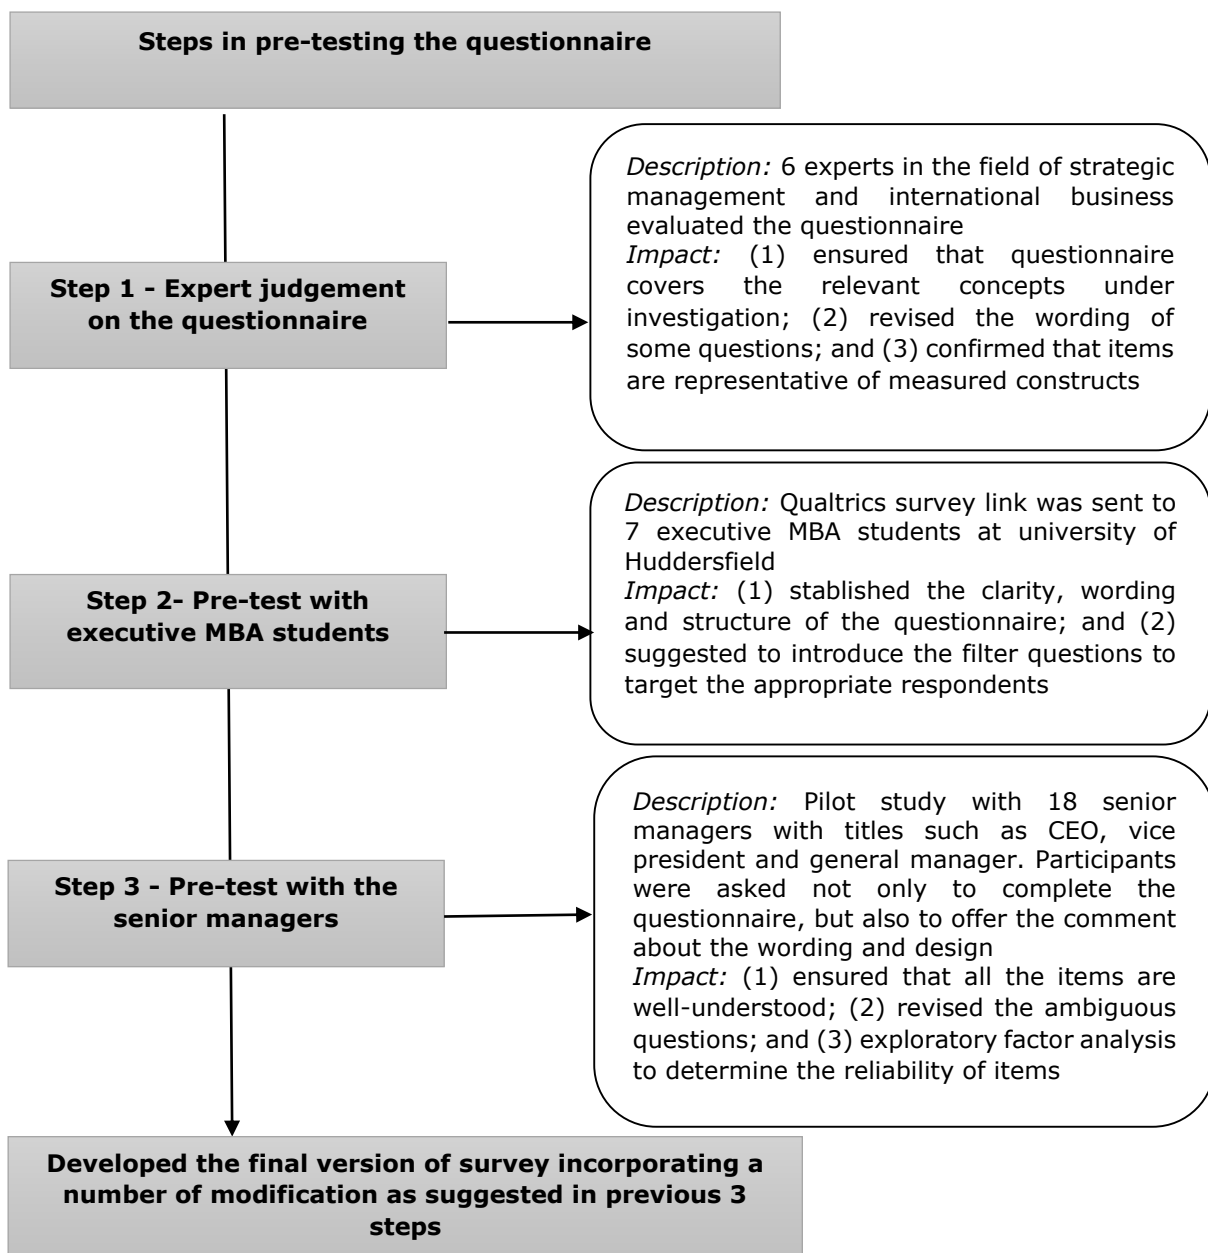 Steps in pre-testing the questionnaire
Description: 6 experts in the field of strategic
management and international business
evaluated the questionnaire
Impact: (1) ensured that questionnaire
covers the relevant concepts under
investigation; (2) revised the wording of
some questions; and (3) confirmed that items
are representative of measured constructs
Step 1 - Expert judgement
on the questionnaire
Description: Qualtrics survey link was sent to
7 executive MBA students at university of
Huddersfield
Impact: (1) stablished the clarity, wording
and structure of the questionnaire; and (2)
suggested to introduce the filter questions to
target the appropriate respondents
Step 2- Pre-test with
executive MBA students
Description: Pilot study with 18 senior
managers with titles such as CEO, vice
president and general manager. Participants
were asked not only to complete the
questionnaire, but also to offer the comment
about the wording and design
Impact: (1) ensured that all the items are
well-understood; (2) revised the ambiguous
questions; and (3) exploratory factor analysis
to determine the reliability of items
Step 3 - Pre-test with the
senior managers
Developed the final version of survey incorporating a
number of modification as suggested in previous 3
steps